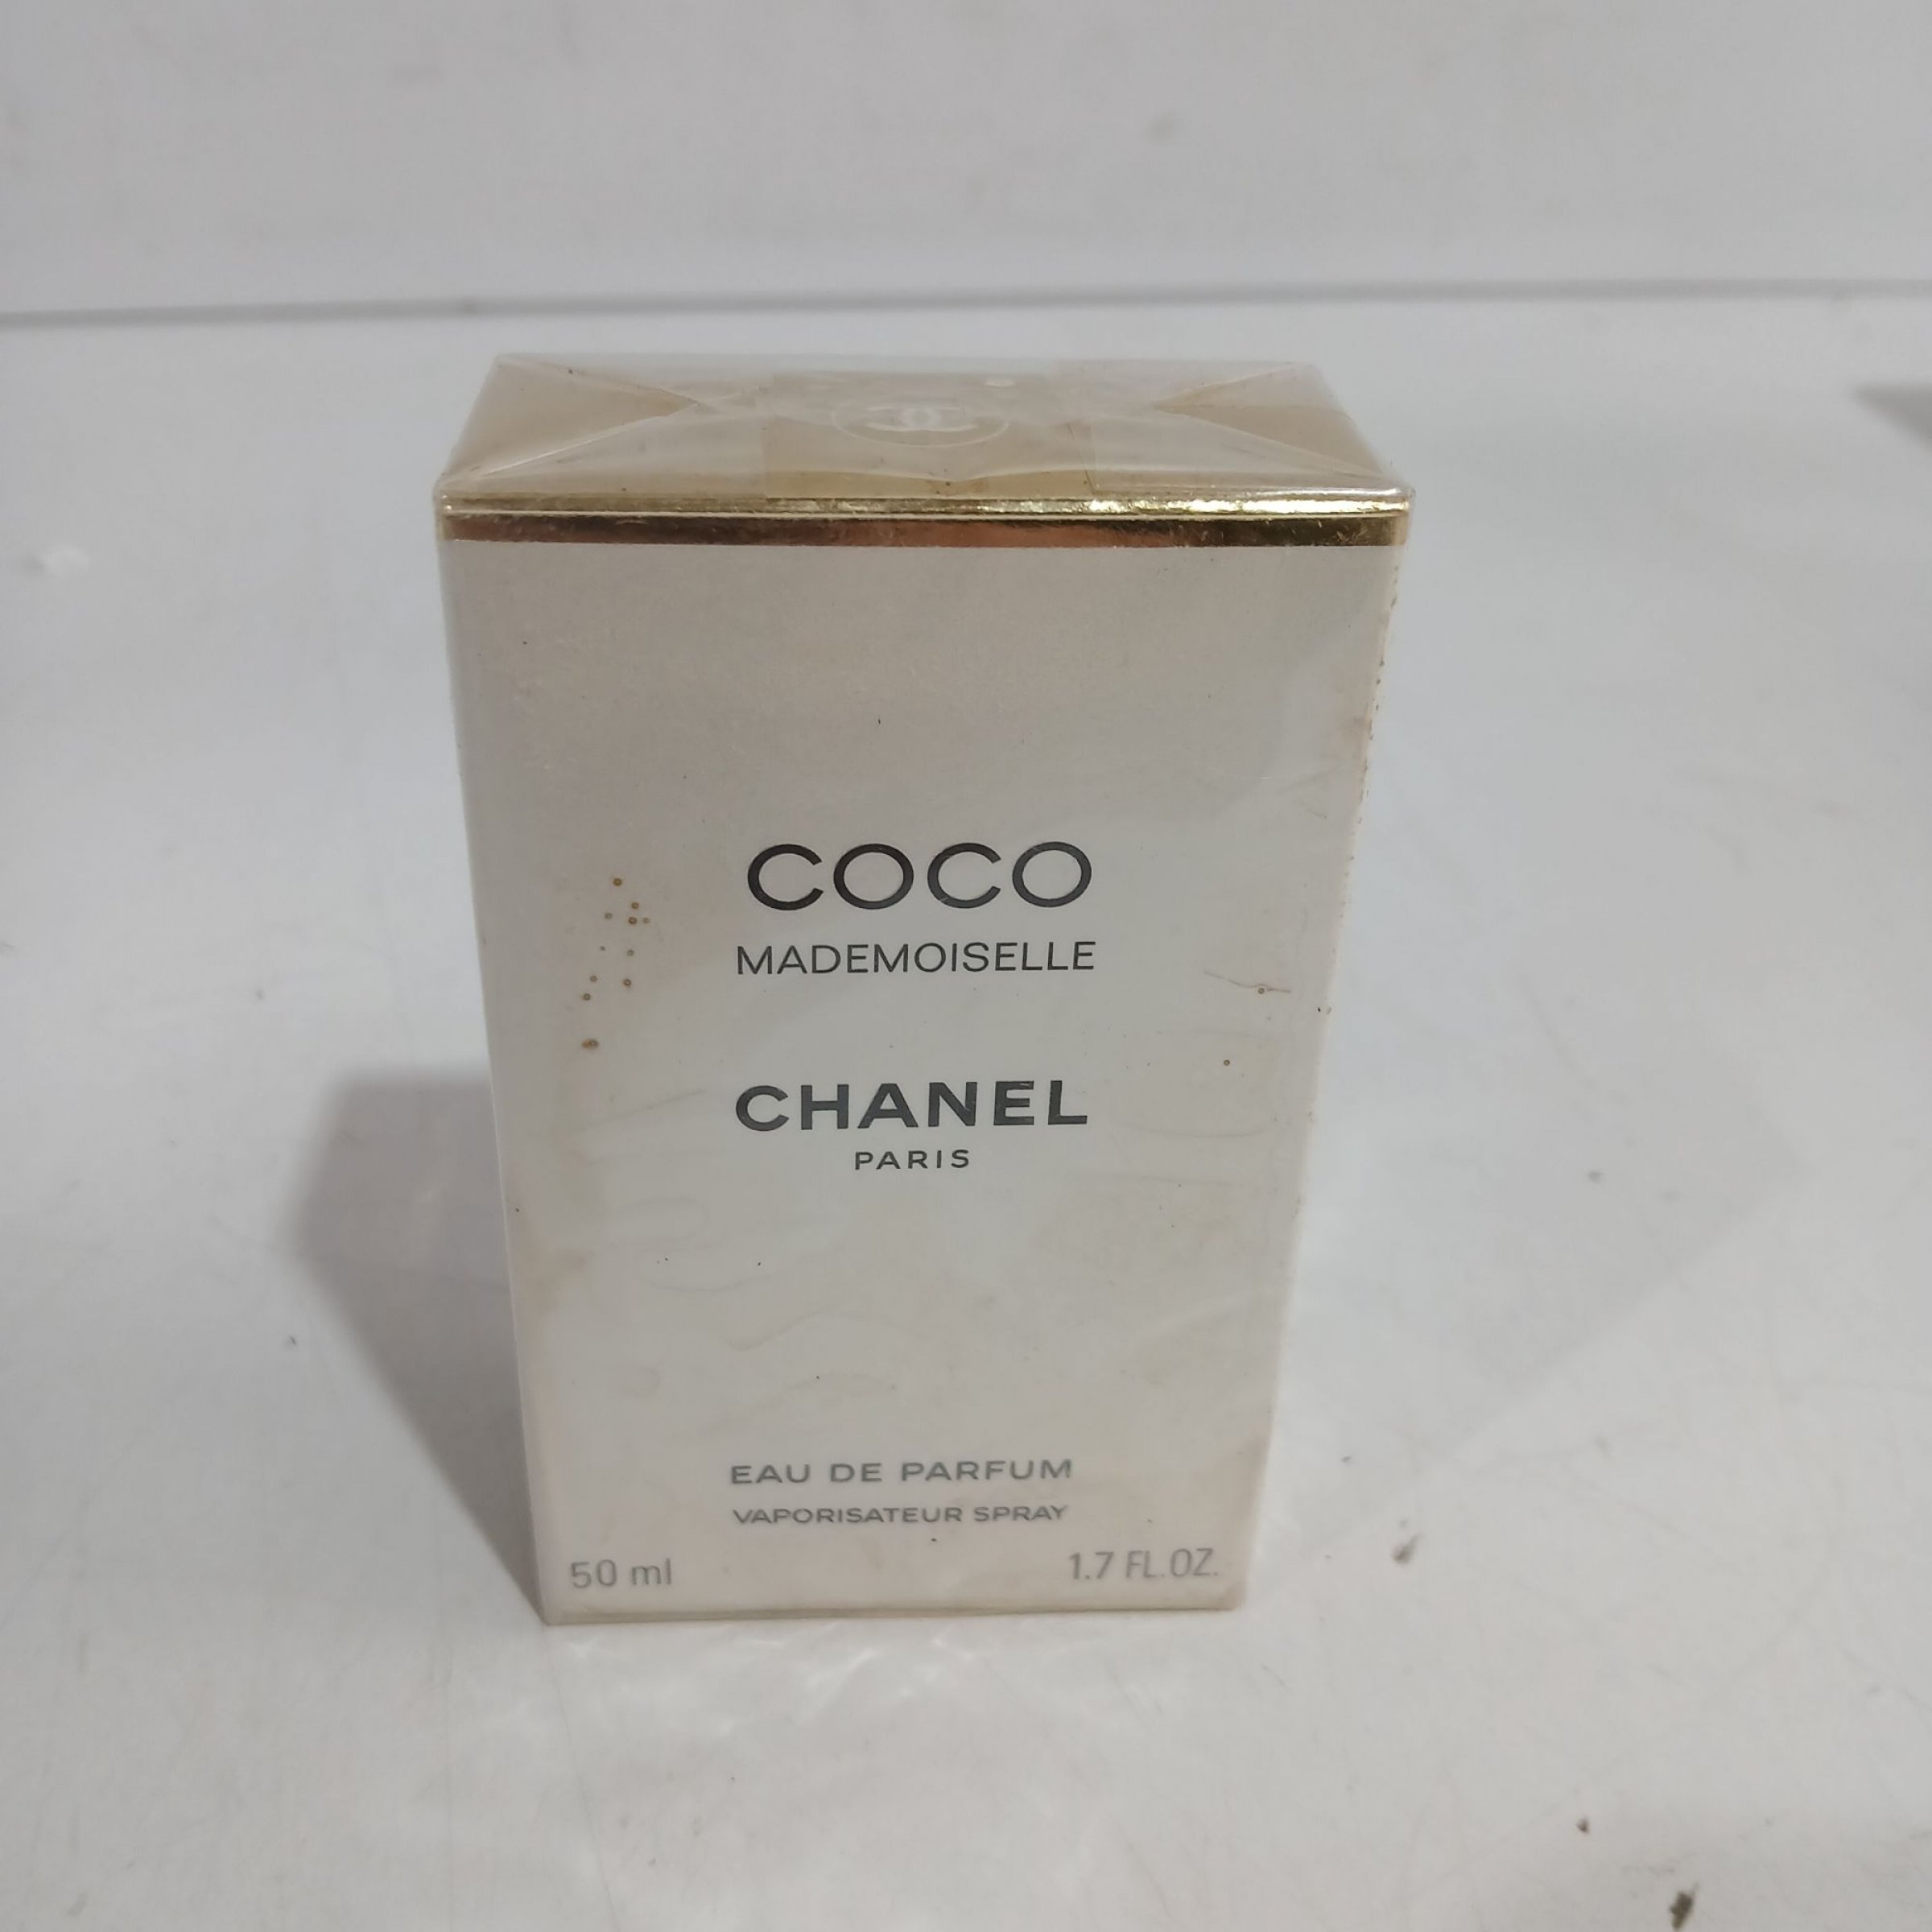 COCO
MADEMOISELLE
CHANEL
PARIS
EAU DE PARFUM
VAPORISATEUR SPRAY
50 ml 1.7 FL.OZ.